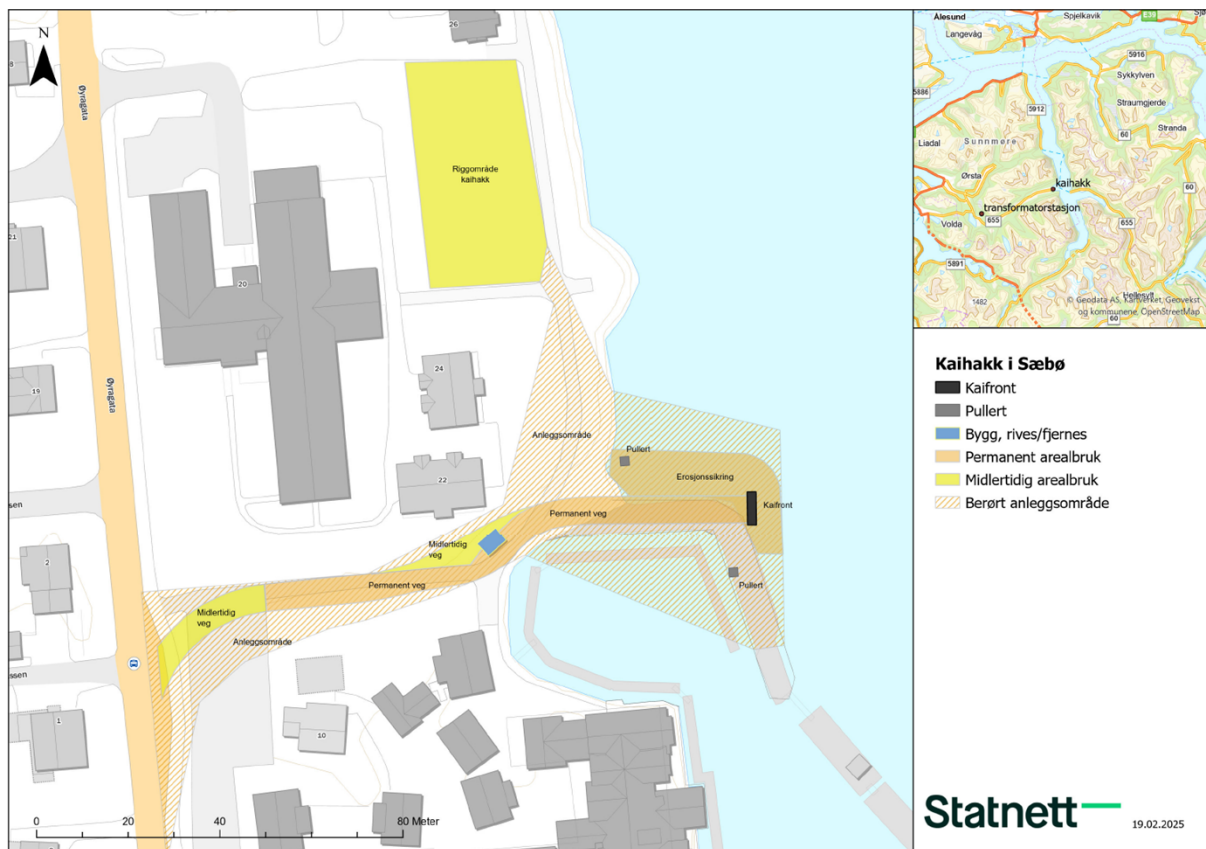 N
26
8
Øyragata
Riggområde
kaihakk
21
20
24
19
Øyragata
Anleggsområde
Pullert
Erosjonssikring
22
Kaifront
ssen
Permanent veg
Midlertidig
veg
2
Permanent veg
Pullert
Midlertidig
veg
Anleggsområde
ssen
1
10
0
20
40
80 Meter
Ålesund
Langevåg
Spjelkavik
E39
5916
Sykkylven
5886
5912
Straumgjerde
60
Stranda
Liadal
Sunnmøre
Ørsta
kaihakk
60
transformatorstasjon
655
655
Volda
5891
1482
Hellesylt
© Geodata AS, Kartverket, Geovekst
og kommunene, OpenStreetMap
60
Kaihakk i Sæbø
Kaifront
Pullert
Bygg, rives/fjernes
Permanent arealbruk
Midlertidig arealbruk
Berørt anleggsområde
Statnett
19.02.2025